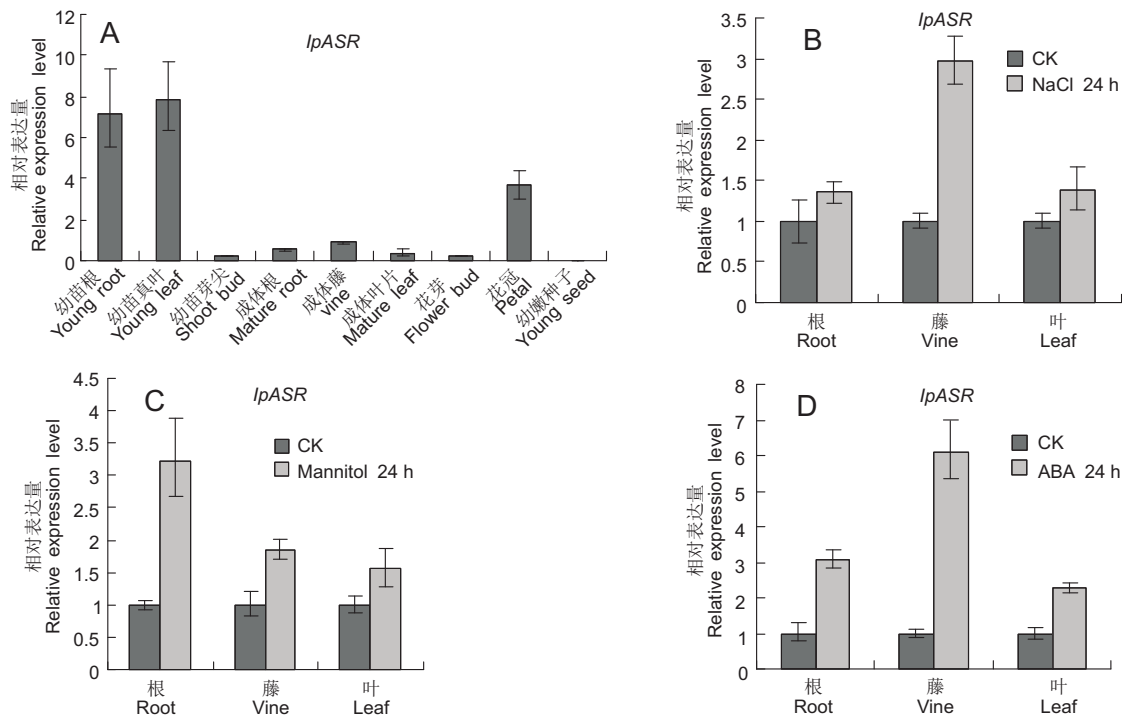 A
IpASR
相对表达量
Relative expression level
12
10
8
6
4
2
0
幼苗根
Young root
幼苗真叶
Young leaf
幼苗芽尖
Shoot bud
成体根
Mature root
成体藤
vine
成体叶片
Mature leaf
花芽
Flower bud
花冠
Petal
幼嫩种子
Young seed
B
IpASR
CK
NaCl 24 h
相对表达量
Relative expression level
3.5
3
2.5
2
1.5
1
0.5
0
根
Root
藤
Vine
叶
Leaf
C
IpASR
CK
Mannitol 24 h
相对表达量
Relative expression level
4.5
4
3.5
3
2.5
2
1.5
1
0.5
0
根
Root
藤
Vine
叶
Leaf
D
IpASR
CK
ABA 24 h
相对表达量
Relative expression level
8
7
6
5
4
3
2
1
0
根
Root
藤
Vine
叶
Leaf